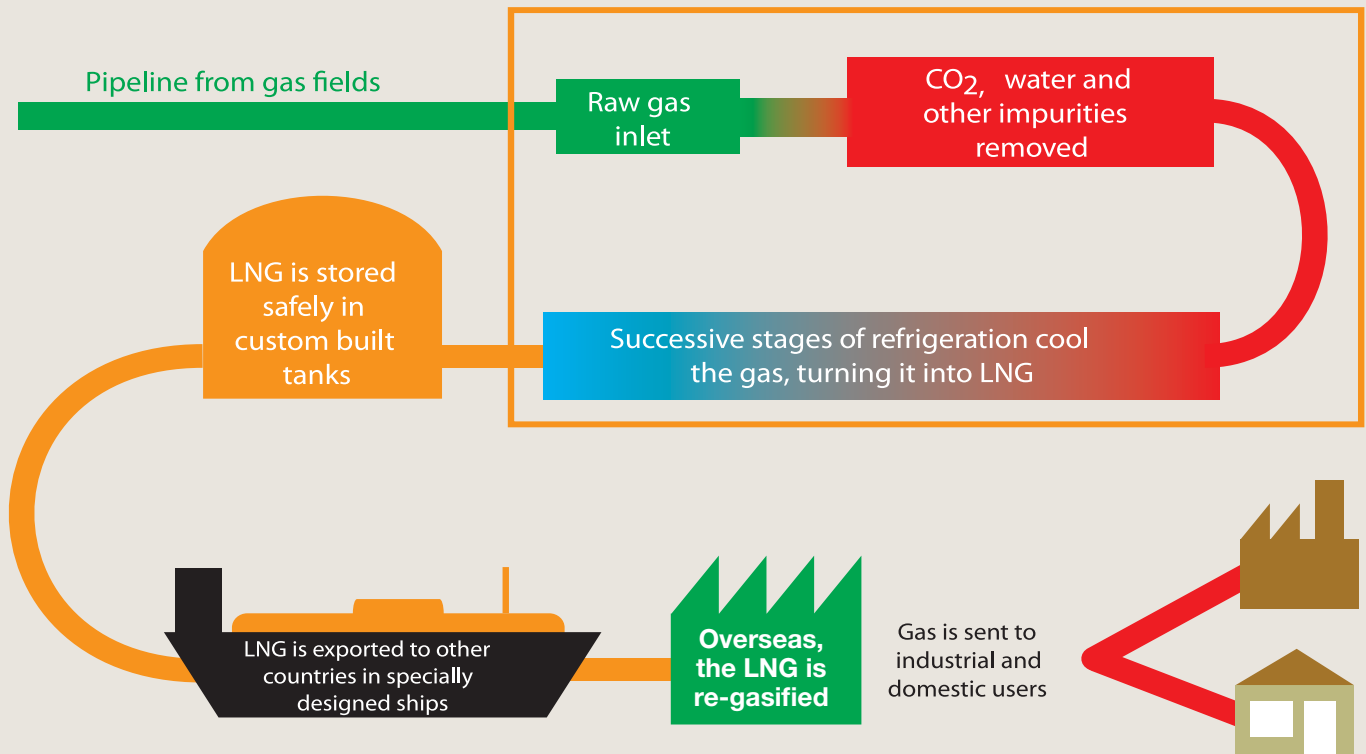 Pipeline from gas fields
Raw gas
inlet
CO2, water and
other impurities
removed
LNG is stored
safely in
custom built
tanks
Successive stages of refrigeration cool
the gas, turning it into LNG
LNG is exported to other
countries in specially
designed ships
Overseas,
the LNG is
re-gasified
Gas is sent to
industrial and
domestic users